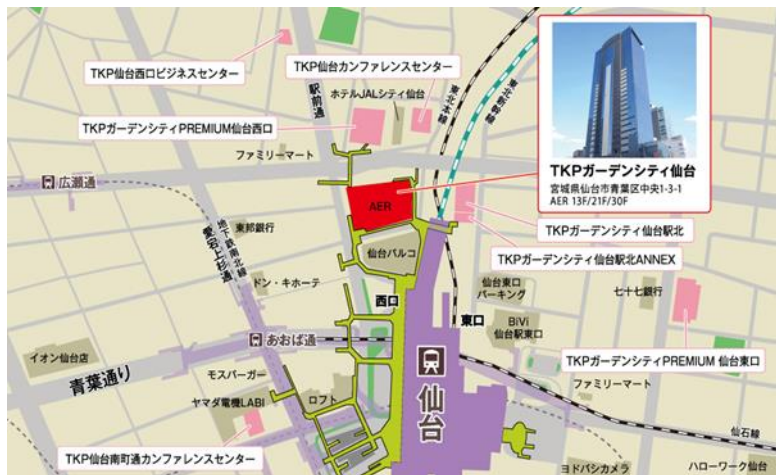 TKP仙台西口ビジネスセンター
TKP仙台カンファレンスセンター
ホテルJALシティ仙台
駅前通
TKPガーデンシティPREMIUM仙台西口
ファミリーマート
東北本線
東北新幹線
TKPガーデンシティ仙台
宮城県仙台市青葉区中央1-3-1
AER 13F/21F/30F
広瀬通
AER
TKPガーデンシティ仙台駅北
TKPガーデンシティ仙台駅北ANNEX
地下鉄南北線
愛宕上杉通
東邦銀行
仙台パルコ
ドン・キホーテ
西口
東口
仙台東口
パーキング
七十七銀行
BiVi
仙台駅東口
あおば通
イオン仙台店
青葉通り
モスバーガー
ヤマダ電機LABI
ロフト
仙台
TKPガーデンシティPREMIUM 仙台東口
ファミリーマート
仙石線
TKP仙台南町通カンファレンスセンター
ヨドバシカメラ
ハローワーク仙台